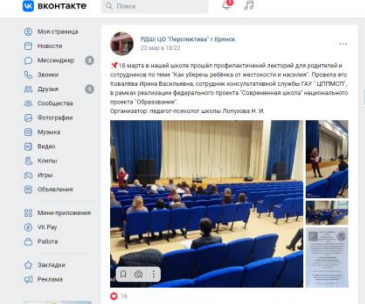 вконтакте
Поиск
Моя страница
Новости
Мессенджер
Звонки
Друзья
Сообщества
Фотографии
Музыка
Видео
Клипы
Игры
Объявления
Мини-приложения
VK Pay
Работа
Закладки
Реклама
РДШ| ЦО "Перспектива" г.Брянск
22 мар в 18:22
18 марта в нашей школе прошёл профилактический лекторий для родителей и
сотрудников по теме "Как уберечь ребёнка от жестокости и насилия". Провела его
Ковалёва Ирина Васильевна, сотрудник консультативной службы ГАУ " ЦППМСП",
в рамках реализации федерального проекта "Современная школа" национального
проекта "Образование".
Организатор: педагог-психолог школы Лопухова Н. И.
16